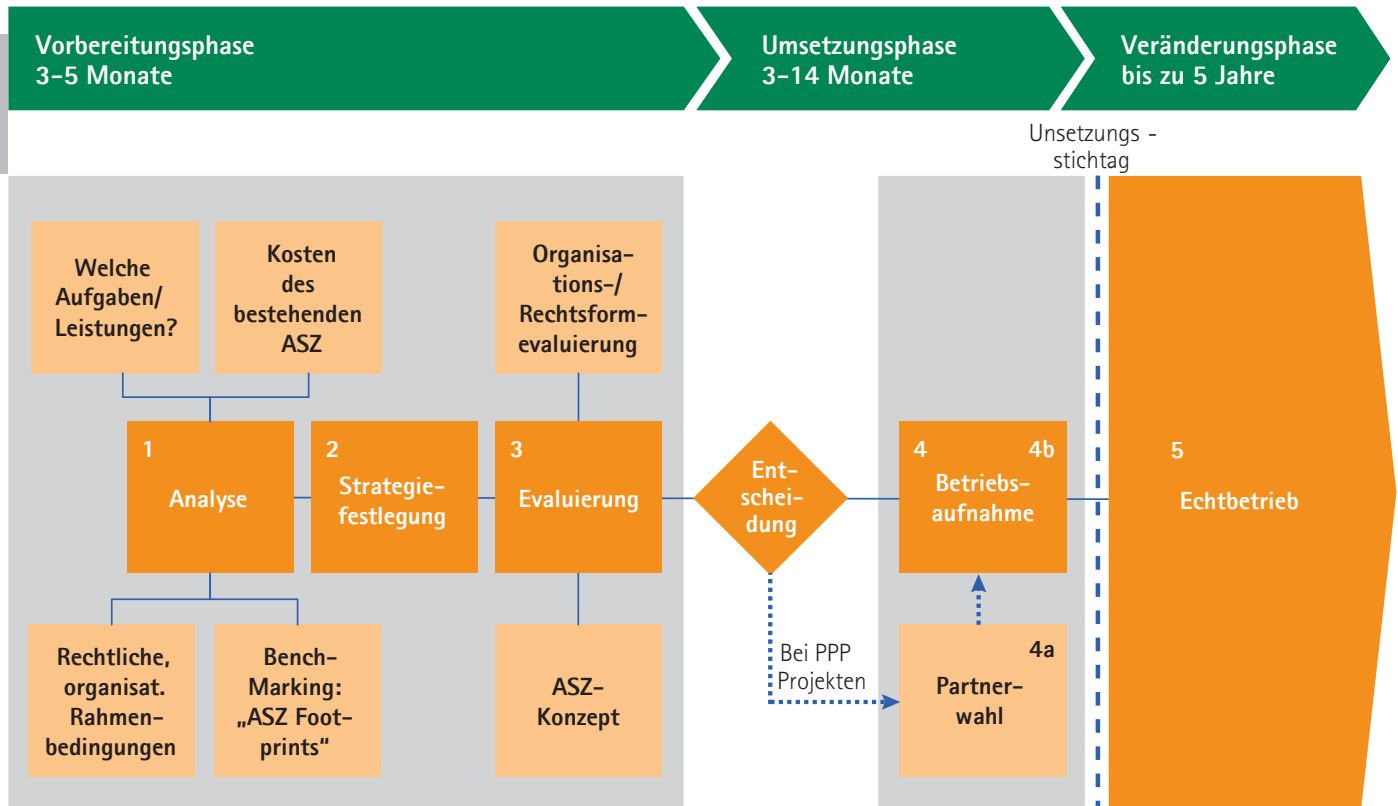 Vorbereitungsphase
3-5 Monate
Umsetzungsphase
3-14 Monate
Veränderungsphase
bis zu 5 Jahre
Unsetzungs -
stichtag
Welche
Aufgaben/
Leistungen?
Kosten
des
bestehenden
ASZ
Organisa-
tions-/
Rechtsform-
evaluierung
1
Analyse
2
Strategie-
festlegung
3
Evaluierung
Ent-
schei-
dung
4 4b
Betriebs-
aufnahme
5
Echtbetrieb
Rechtliche,
organisat.
Rahmen-
bedingungen
Bench-
Marking:
„ASZ Foot-
prints“
ASZ-
Konzept
Bei PPP
Projekten
4a
Partner-
wahl